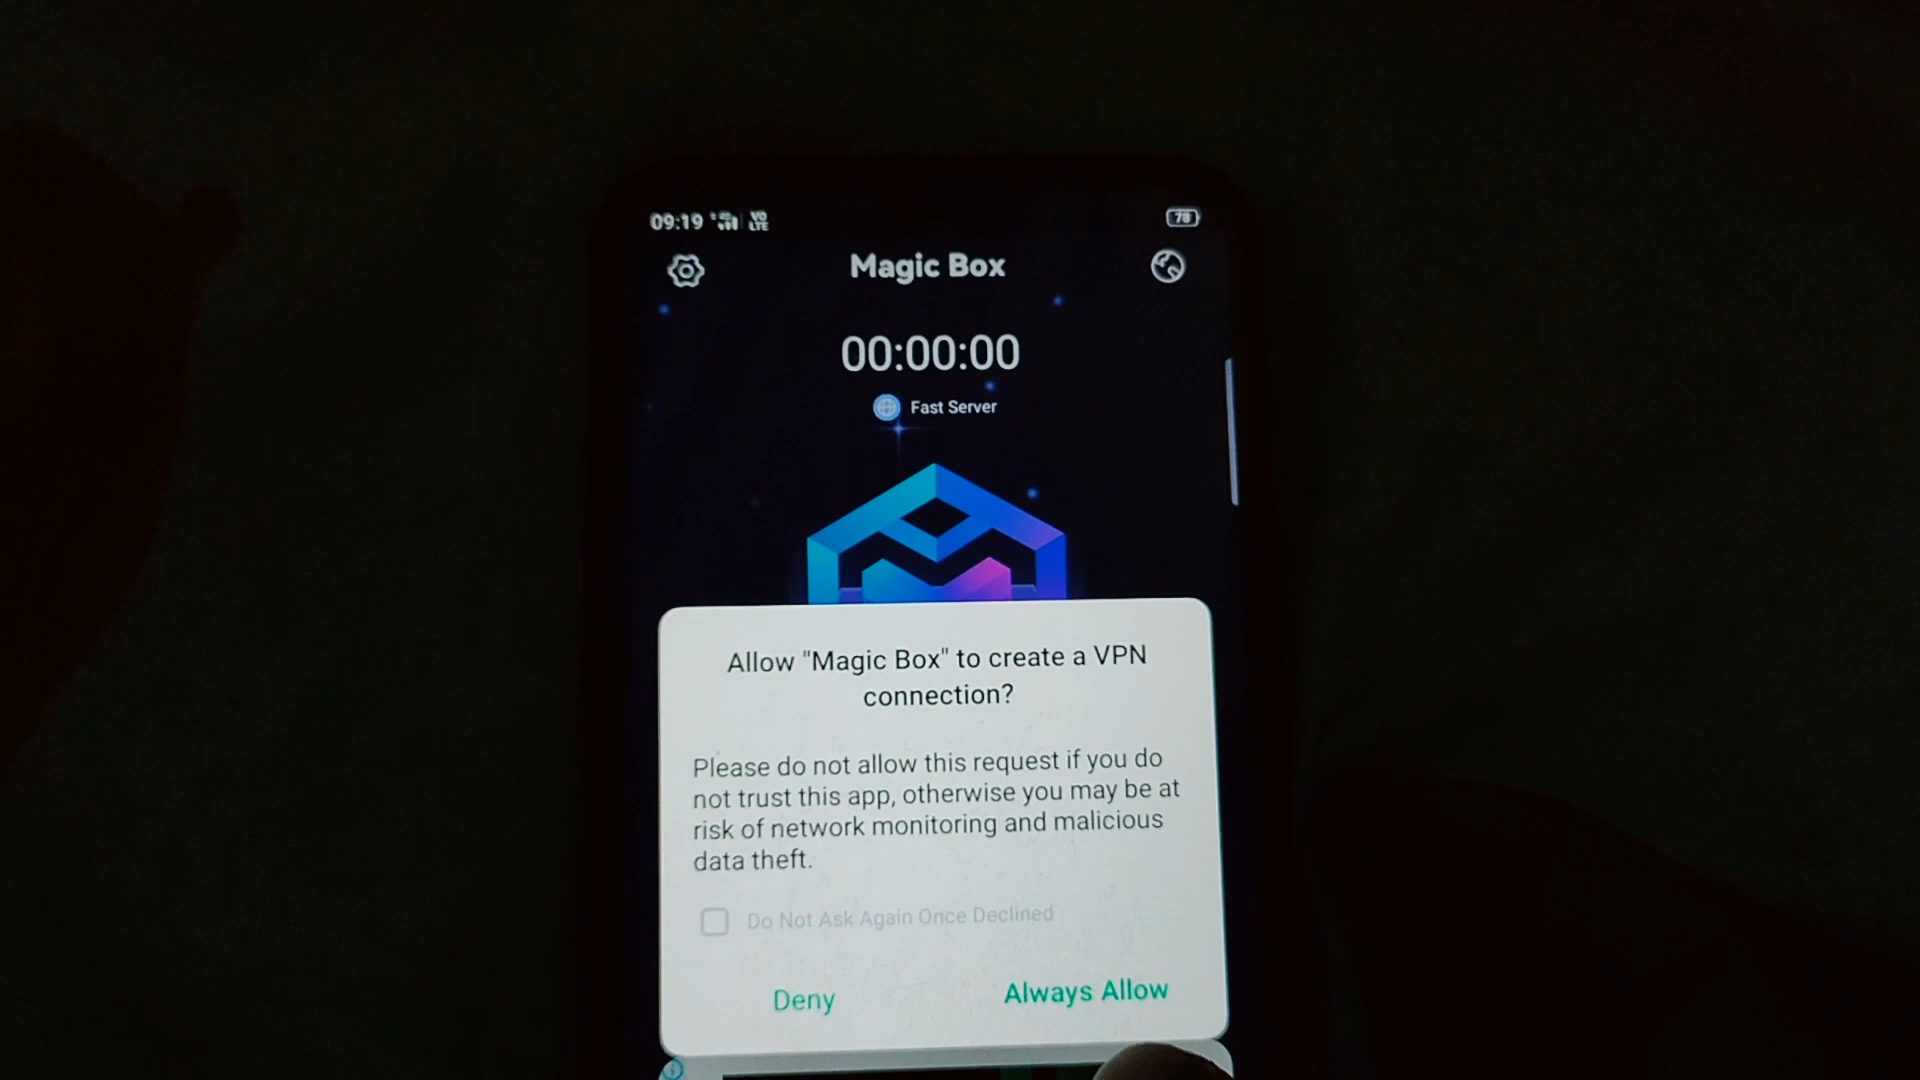 09:19 VO LTE 78
Magic Box
00:00:00
Fast Server
Allow "Magic Box" to create a VPN
connection?
Please do not allow this request if you do
not trust this app, otherwise you may be at
risk of network monitoring and malicious
data theft.
Do Not Ask Again Once Declined
Deny Always Allow